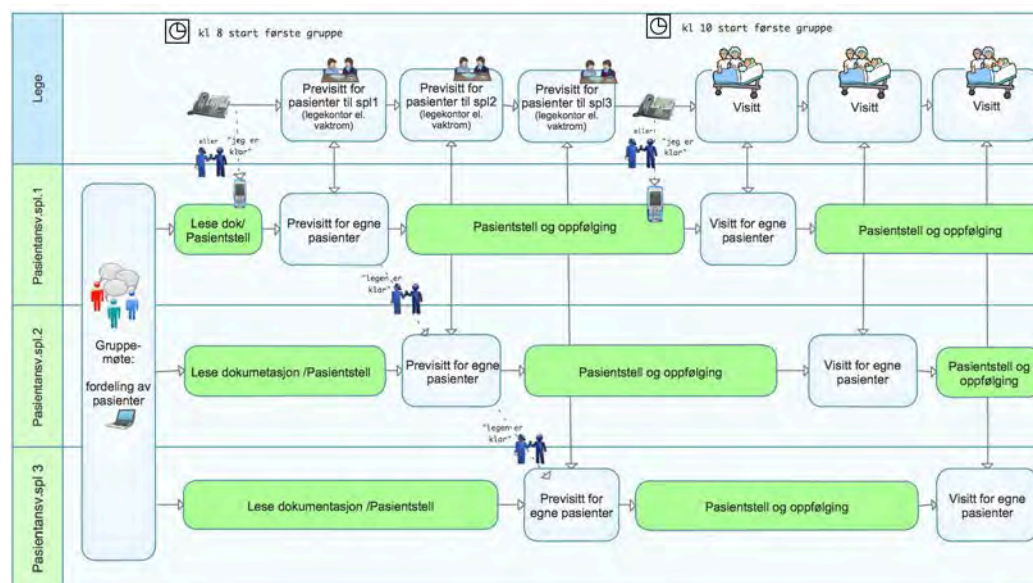 kl 8 start første gruppe
kl 10 start første gruppe
Lege
Previsitt for
pasienter til spl1
(legekontor el.
vaktrom)
Previsitt for
pasienter til spl2
(legekontor el.
vaktrom)
Previsitt for
pasienter til spl3
(legekontor el.
vaktrom)
Visitt
Visitt
Visitt
eller
"jeg er
klar"
eller
"jeg er
klar"
Pasientansv.spl.1
Lese dok/
Pasientstell
Previsitt for egne
pasienter
Pasientstell og oppfølging
Visitt for egne
pasienter
Pasientstell og oppfølging
"legen er
klar"
Pasientansv.spl.2
Gruppe-
møte:
fordeling av
pasienter
Lese dokumetasjon /Pasientstell
Previsitt for egne
pasienter
Pasientstell og oppfølging
Visitt for egne
pasienter
Pasientstell og
oppfølging
"legen er
klar"
Pasientansv.spl 3
Lese dokumentasjon /Pasientstell
Previsitt for
egne pasienter
Pasientstell og oppfølging
Visitt for egne
pasienter